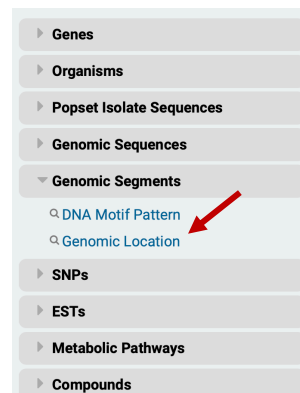 Genes
Organisms
Popset Isolate Sequences
Genomic Sequences
Genomic Segments
DNA Motif Pattern
Genomic Location
SNPs
ESTs
Metabolic Pathways
Compounds